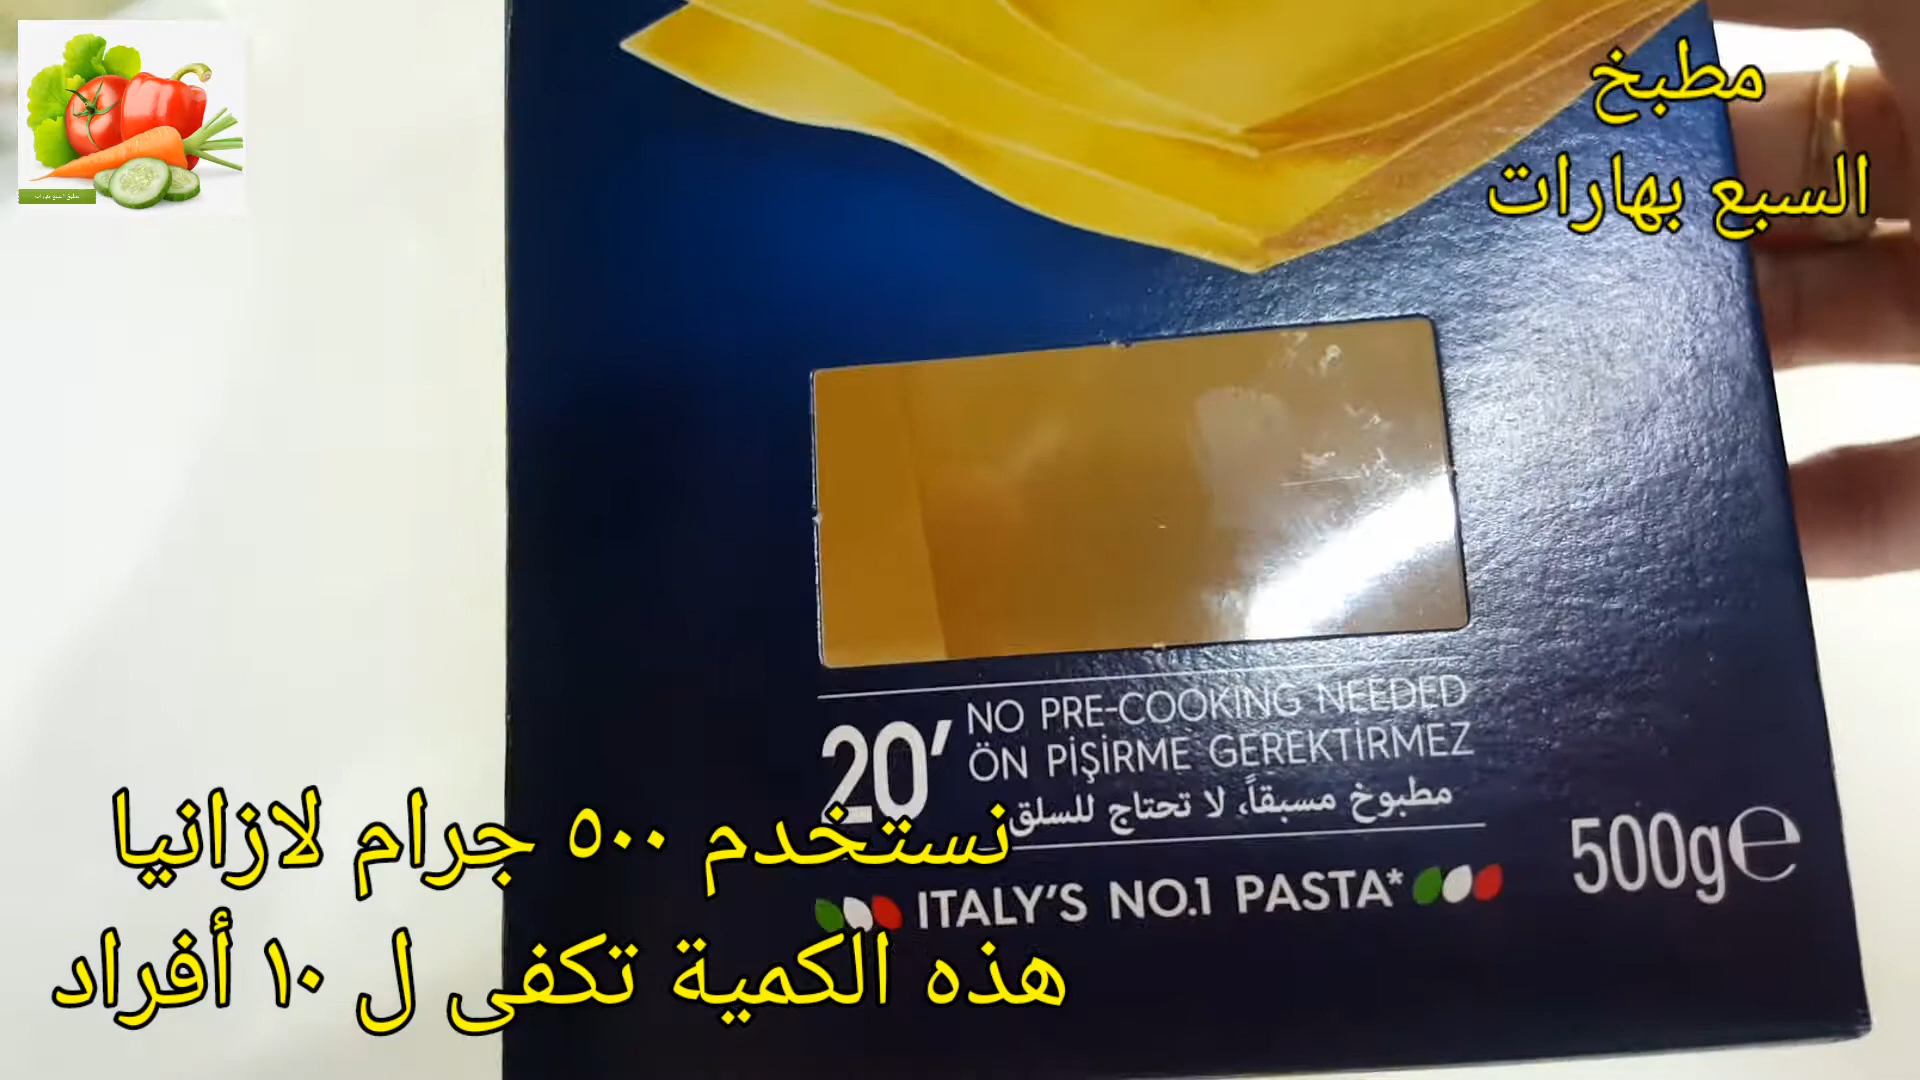 مطبخ
السبع بهارات
20′
NO PRE-COOKING NEEDED
ÖN PİŞİRME GEREKTİRMEZ
مطبوخ مسبقاً، لا تحتاج للسلق
ITALY'S NO.1 PASTA*
500g℮
نستخدم ٥٠٠ جرام لازانيا
هذه الكمية تكفى ل ١٠ أفراد